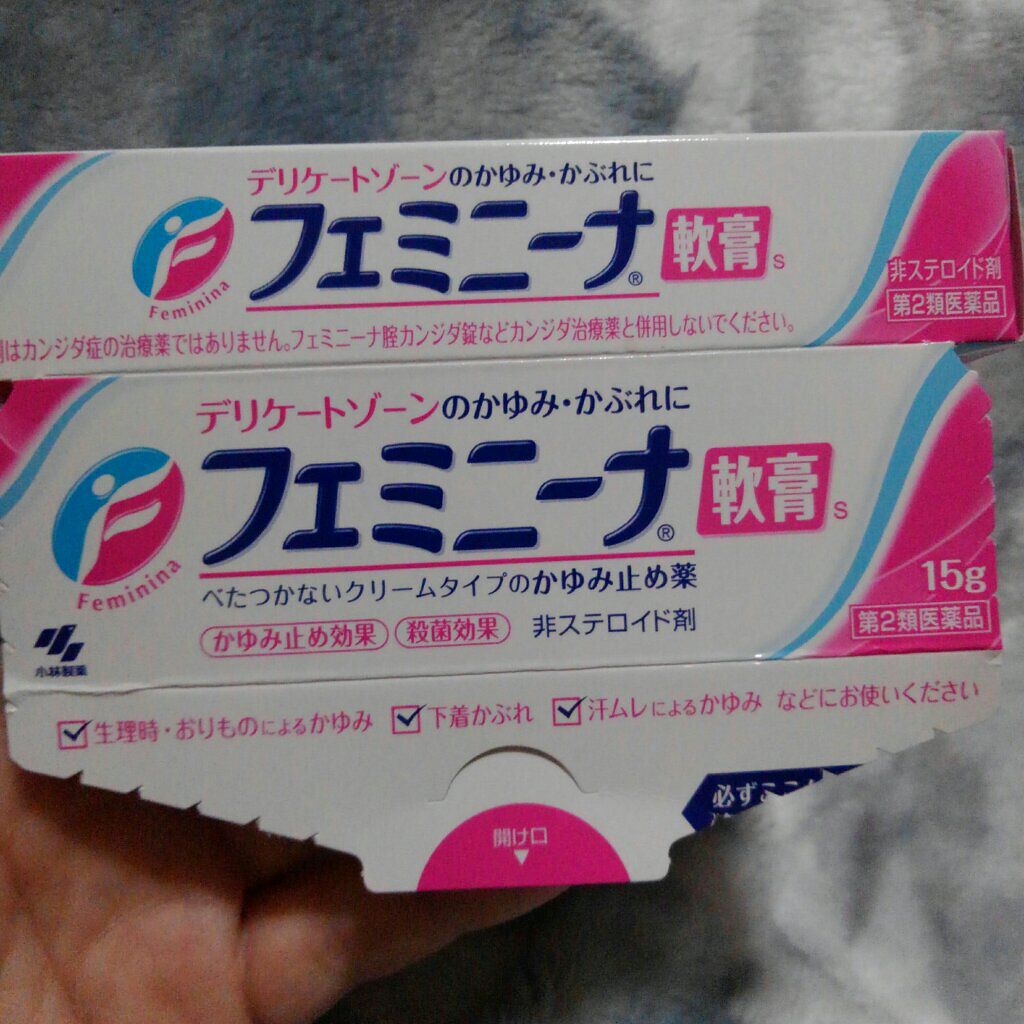 デリケートゾーンのかゆみ・かぶれに
フェミニーナ® 軟膏S
Feminina
非ステロイド剤
第2類医薬品
はカンジダ症の治療薬ではありません。フェミニーナ腟カンジダ錠などカンジダ治療薬と併用しないでください。
デリケートゾーンのかゆみ・かぶれに
フェミニーナ® 軟膏S
Feminina
べたつかないクリームタイプのかゆみ止め薬
15g
かゆみ止め効果 殺菌効果 非ステロイド剤
第2類医薬品
小林製薬
☑生理時・おりものによるかゆみ ☑下着かぶれ ☑汗ムレによるかゆみ などにお使いください
必ず
開け口
▼